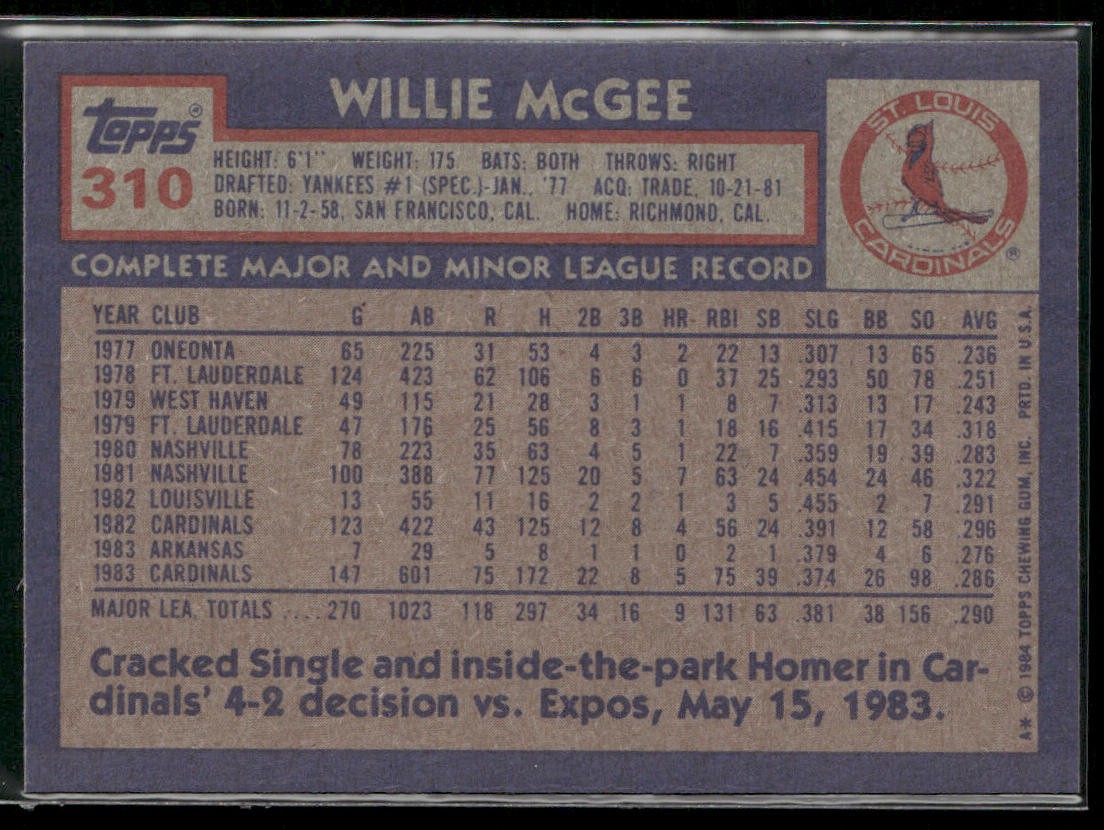 WILLIE McGEE
Topps®
310
HEIGHT: 6'1" WEIGHT: 175 BATS: BOTH THROWS: RIGHT
DRAFTED: YANKEES #1 (SPEC.)-JAN., '77 ACQ: TRADE, 10-21-81
BORN: 11-2-58, SAN FRANCISCO, CAL. HOME: RICHMOND, CAL.
ST. LOUIS
CARDINALS®
COMPLETE MAJOR AND MINOR LEAGUE RECORD
YEAR CLUB G AB R H 2B 3B HR RBI SB SLG BB SO AVG
1977 ONEONTA 65 225 31 53 4 3 2 22 13 .307 13 65 .236
1978 FT. LAUDERDALE 124 423 62 106 6 6 0 37 25 .293 50 78 .251
1979 WEST HAVEN 49 115 21 28 3 1 1 8 7 .313 13 17 .243
1979 FT. LAUDERDALE 47 176 25 56 8 3 1 18 16 .415 17 34 .318
1980 NASHVILLE 78 223 35 63 4 5 1 22 7 .359 19 39 .283
1981 NASHVILLE 100 388 77 125 20 5 7 63 24 .454 24 46 .322
1982 LOUISVILLE 13 55 11 16 2 2 1 3 5 .455 2 7 .291
1982 CARDINALS 123 422 43 125 12 8 4 56 24 .391 12 58 .296
1983 ARKANSAS 7 29 5 8 1 1 0 2 1 .379 4 6 .276
1983 CARDINALS 147 601 75 172 22 8 5 75 39 .374 26 98 .286
MAJOR LEA. TOTALS .... 270 1023 118 297 34 16 9 131 63 .381 38 156 .290
Cracked Single and inside-the-park Homer in Car-
dinals' 4-2 decision vs. Expos, May 15, 1983.
A* © 1984 TOPPS CHEWING GUM, INC. PRTD. IN U.S.A.